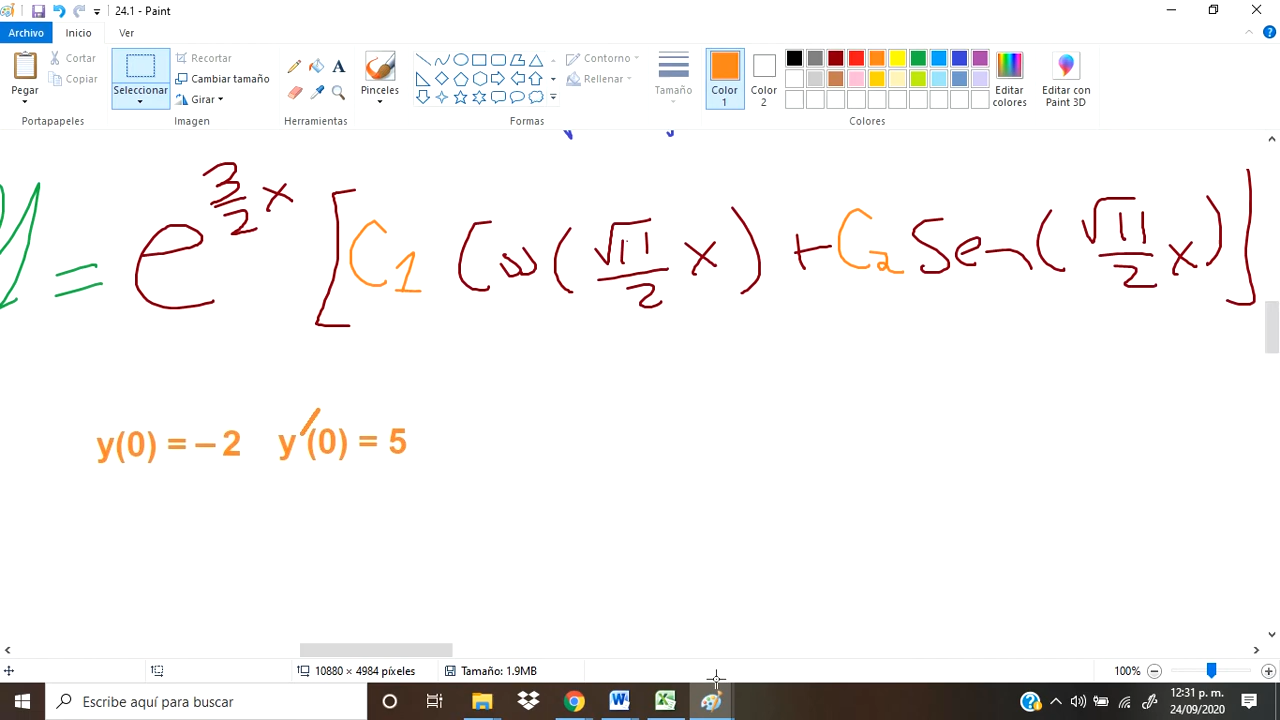 24.1 - Paint
Archivo Inicio Ver
Pegar
Cortar
Copiar
Portapapeles
Seleccionar
Recortar
Cambiar tamaño
Girar
Imagen
A
Herramientas
Pinceles
Contorno
Rellenar
Formas
Tamaño
Color 1
Color 2
Editar colores
Editar con Paint 3D
Colores
y = e^{3/2 x} [C1 Cos(√11/2 x) + C2 Sen(√11/2 x)]
y(0) = – 2 y'(0) = 5
10880 × 4984 píxeles
Tamaño: 1.9MB
100%
Escribe aquí para buscar
12:31 p. m.
24/09/2020